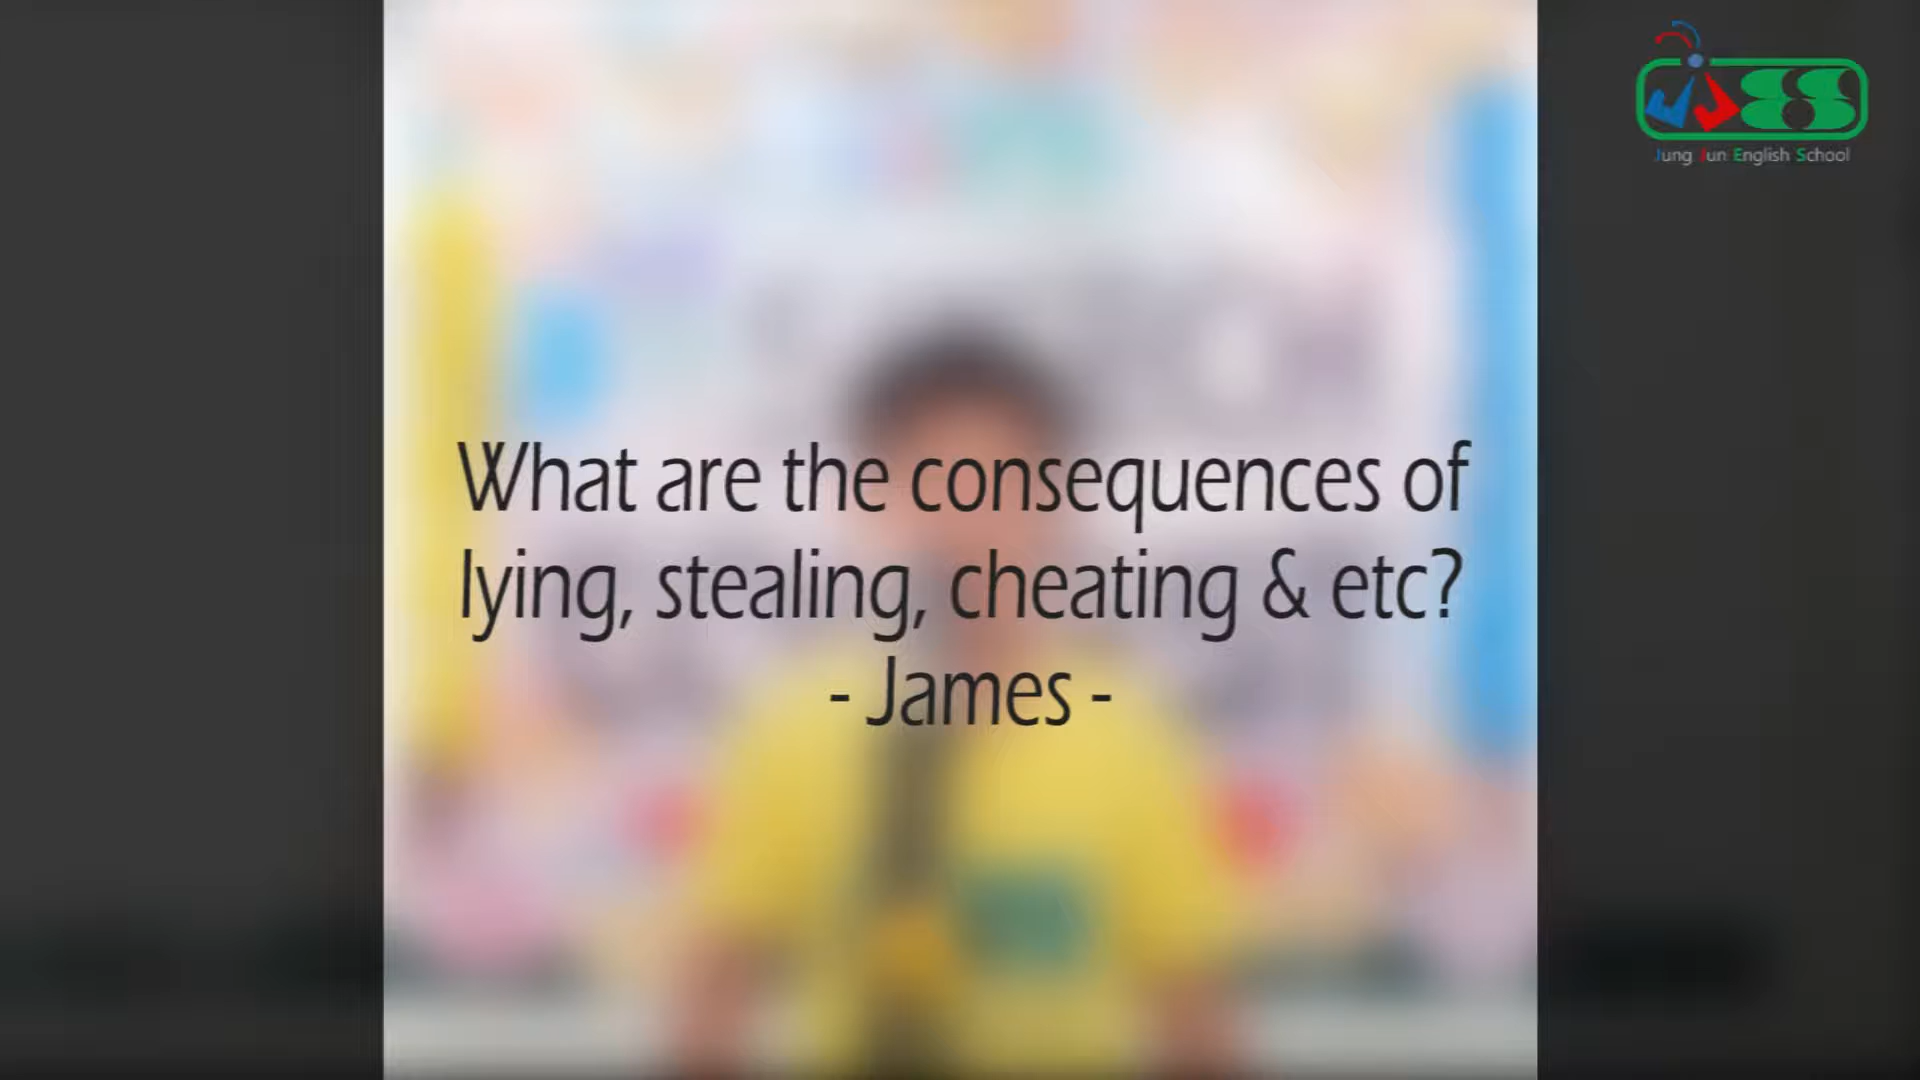 Jung Jun English School
What are the consequences of
lying, stealing, cheating & etc?
- James -